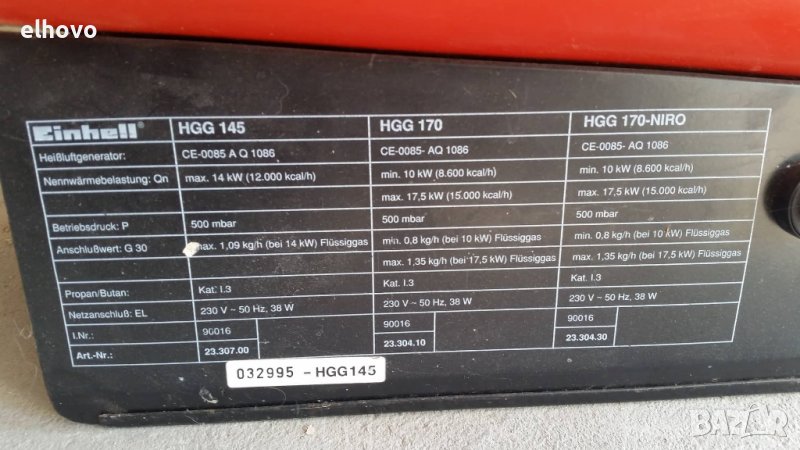 elhovo
Einhell® HGG 145 HGG 170 HGG 170-NIRO
Heißluftgenerator: CE-0085 A Q 1086 CE-0085- AQ 1086 CE-0085- AQ 1086
Nennwärmebelastung: Qn max. 14 kW (12.000 kcal/h) min. 10 kW (8.600 kcal/h) min. 10 kW (8.600 kcal/h)
max. 17,5 kW (15.000 kcal/h) max. 17,5 kW (15.000 kcal/h)
Betriebsdruck: P 500 mbar 500 mbar 500 mbar
Anschlußwert: G 30 max. 1,09 kg/h (bei 14 kW) Flüssiggas min. 0,8 kg/h (bei 10 kW) Flüssiggas min. 0,8 kg/h (bei 10 kW) Flüssiggas
max. 1,35 kg/h (bei 17,5 kW) Flüssiggas max. 1,35 kg/h (bei 17,5 kW) Flüssiggas
Propan/Butan: Kat. I.3 Kat. I.3 Kat. I.3
Netzanschluß: EL 230 V ~ 50 Hz, 38 W 230 V ~ 50 Hz, 38 W 230 V ~ 50 Hz, 38 W
I.Nr.: 90016 90016 90016
Art.-Nr.: 23.307.00 23.304.10 23.304.30
032995 - HGG145
BAZAR